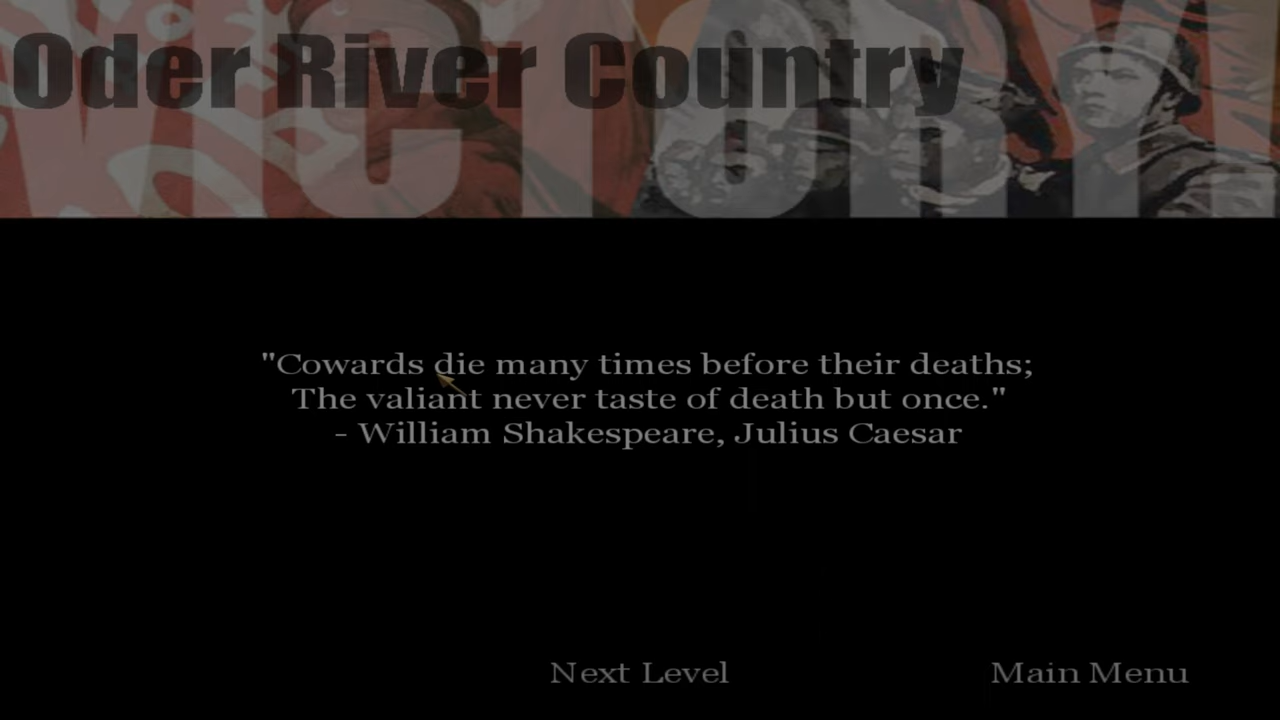 VICTORY!
Oder River Country
"Cowards die many times before their deaths;
The valiant never taste of death but once."
- William Shakespeare, Julius Caesar
Next Level
Main Menu